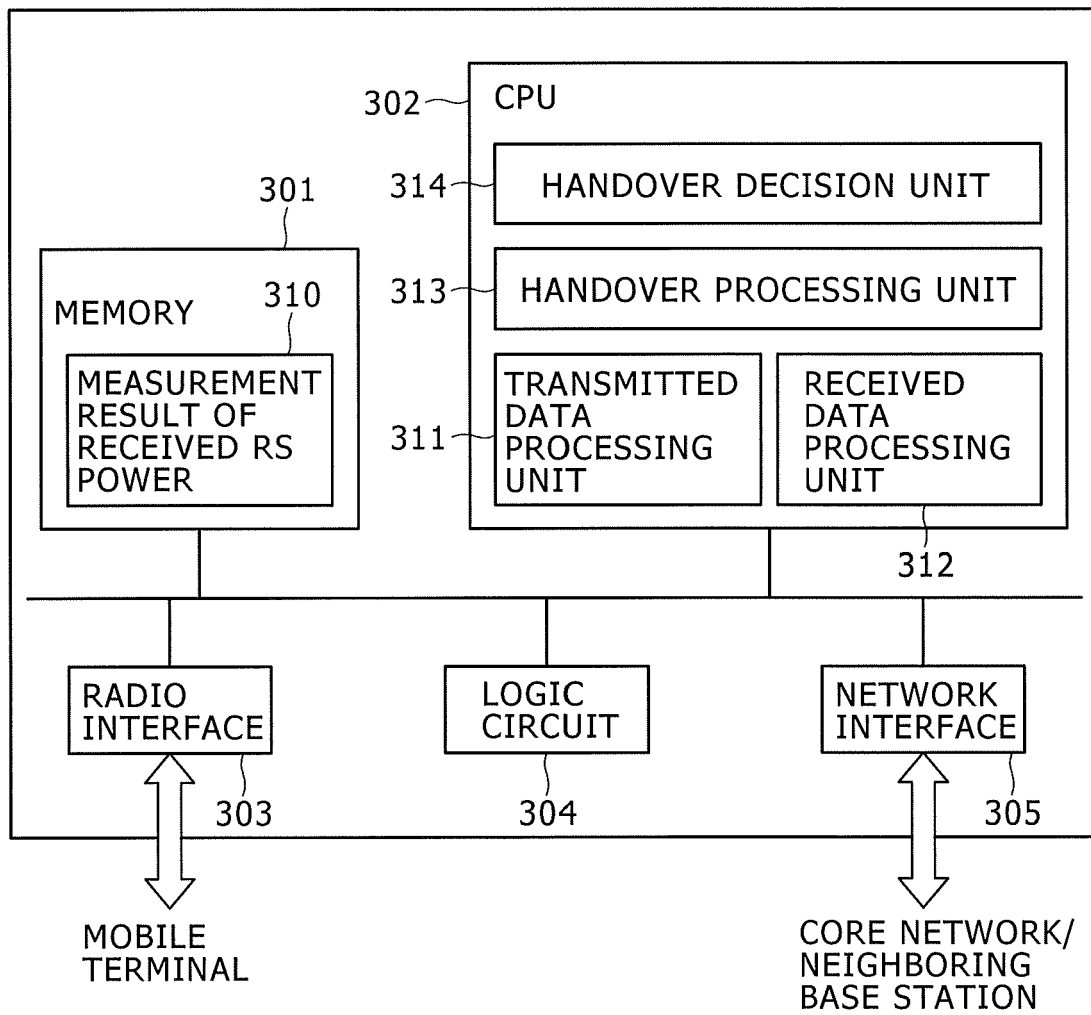 302
CPU
314
HANDOVER DECISION UNIT
301
313
HANDOVER PROCESSING UNIT
MEMORY
310
MEASUREMENT
RESULT OF
RECEIVED RS
POWER
311
TRANSMITTED
DATA
PROCESSING
UNIT
RECEIVED
DATA
PROCESSING
UNIT
312
RADIO
INTERFACE
303
LOGIC
CIRCUIT
304
NETWORK
INTERFACE
305
MOBILE
TERMINAL
CORE NETWORK/
NEIGHBORING
BASE STATION